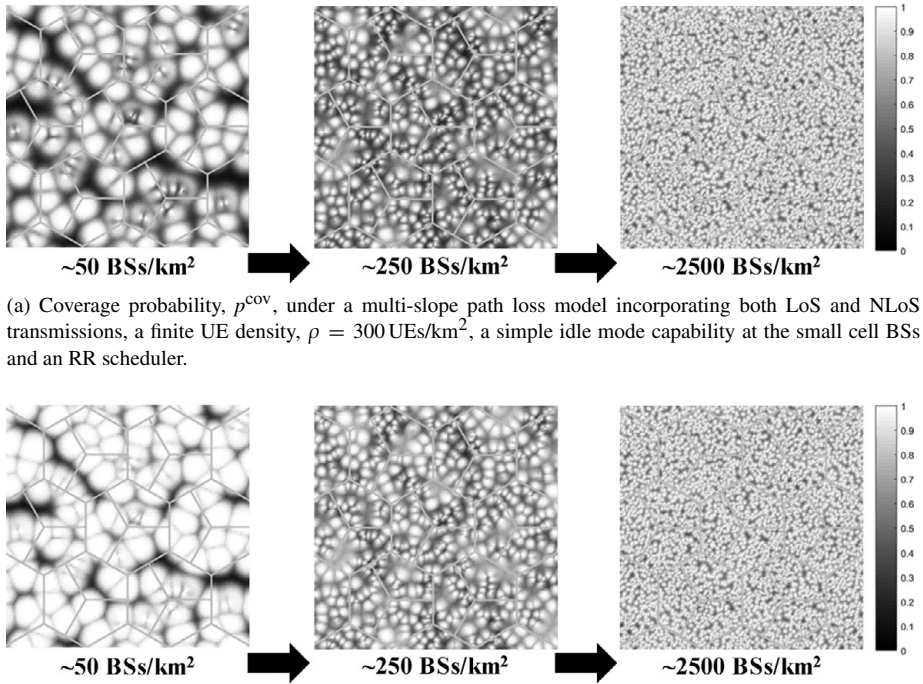 1
0.9
0.8
0.7
0.6
0.5
0.4
0.3
0.2
0.1
0
~50 BSs/km²
~250 BSs/km²
~2500 BSs/km²
(a) Coverage probability, p^cov, under a multi-slope path loss model incorporating both LoS and NLoS
transmissions, a finite UE density, ρ = 300 UEs/km², a simple idle mode capability at the small cell BSs
and an RR scheduler.
1
0.9
0.8
0.7
0.6
0.5
0.4
0.3
0.2
0.1
0
~50 BSs/km²
~250 BSs/km²
~2500 BSs/km²